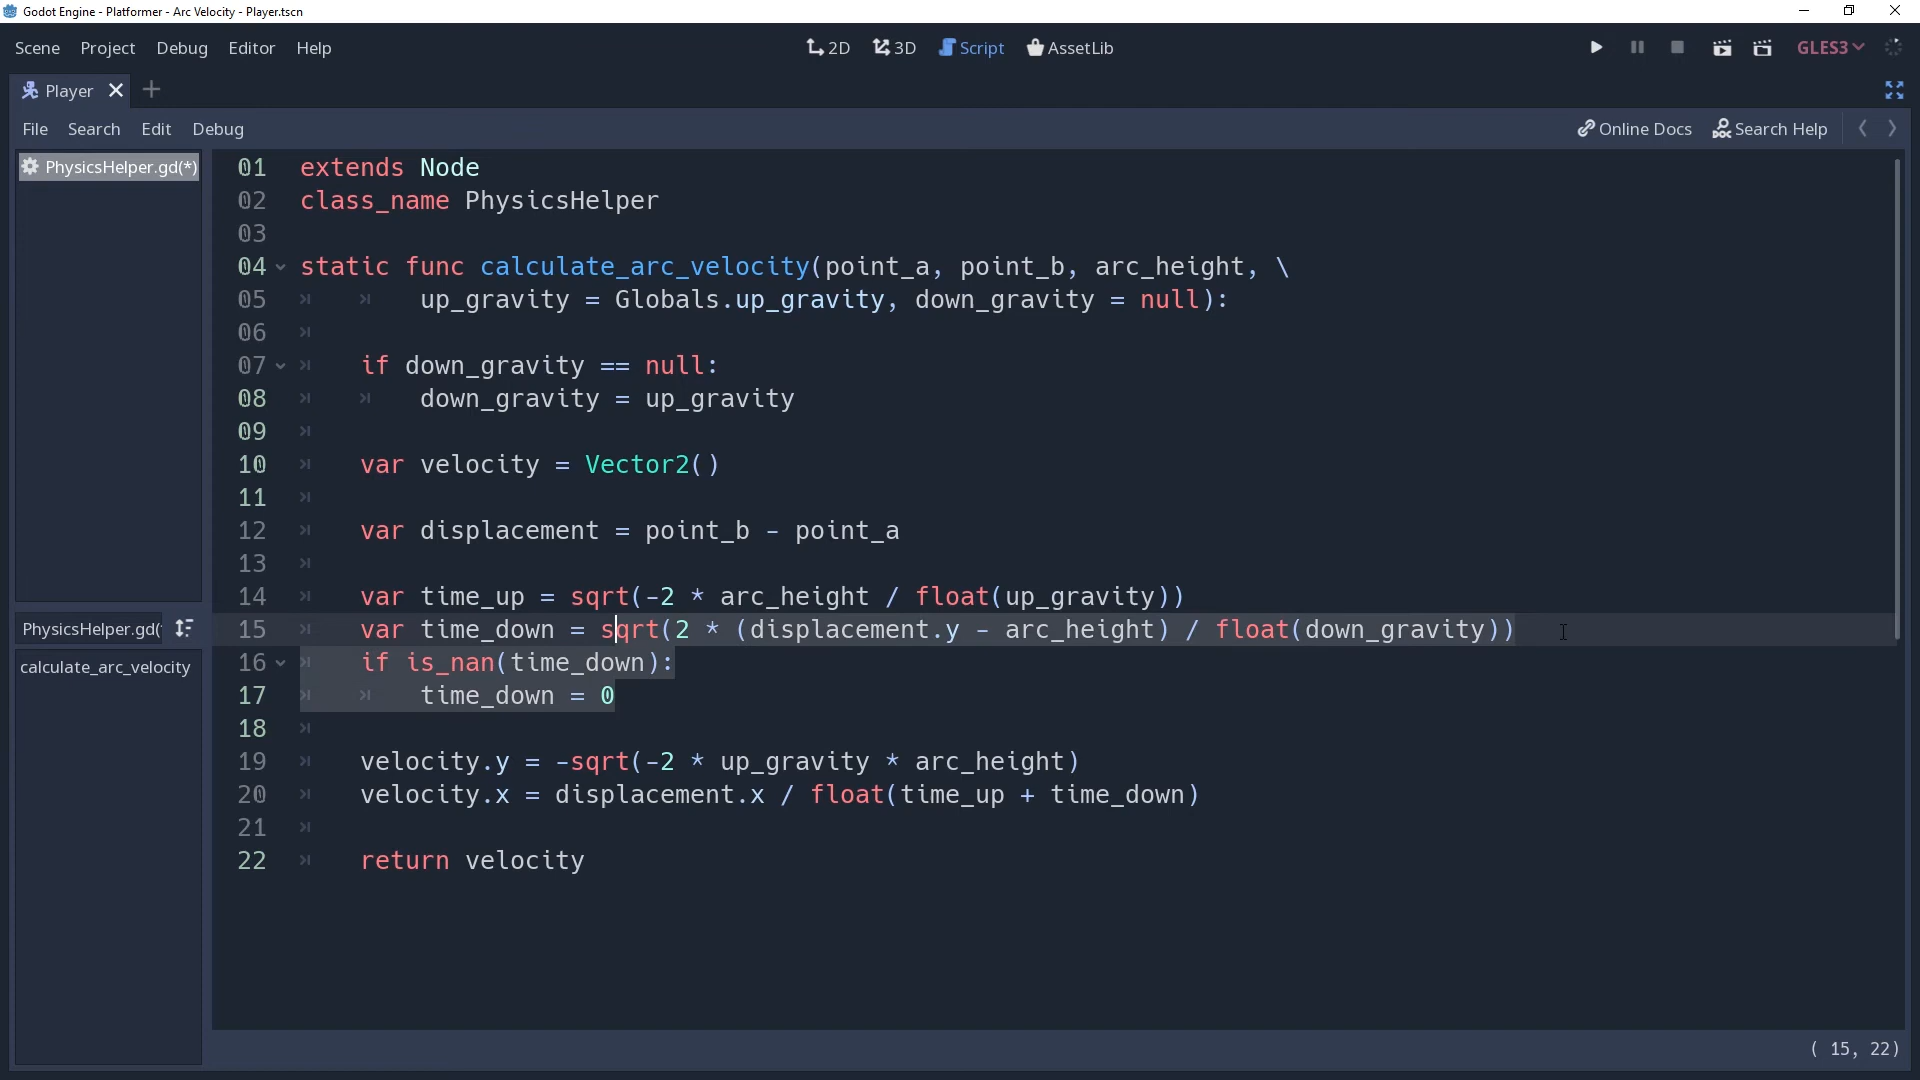 Godot Engine - Platformer - Arc Velocity - Player.tscn
Scene Project Debug Editor Help 2D 3D Script AssetLib GLES3
Player
File Search Edit Debug Online Docs Search Help
PhysicsHelper.gd(*)
01 extends Node
02 class_name PhysicsHelper
03
04 static func calculate_arc_velocity(point_a, point_b, arc_height, \
05 up_gravity = Globals.up_gravity, down_gravity = null):
06
07 if down_gravity == null:
08 down_gravity = up_gravity
09
10 var velocity = Vector2()
11
12 var displacement = point_b - point_a
13
14 var time_up = sqrt(-2 * arc_height / float(up_gravity))
15 var time_down = sqrt(2 * (displacement.y - arc_height) / float(down_gravity))
16 if is_nan(time_down):
17 time_down = 0
18
19 velocity.y = -sqrt(-2 * up_gravity * arc_height)
20 velocity.x = displacement.x / float(time_up + time_down)
21
22 return velocity
PhysicsHelper.gd(
calculate_arc_velocity
( 15, 22)